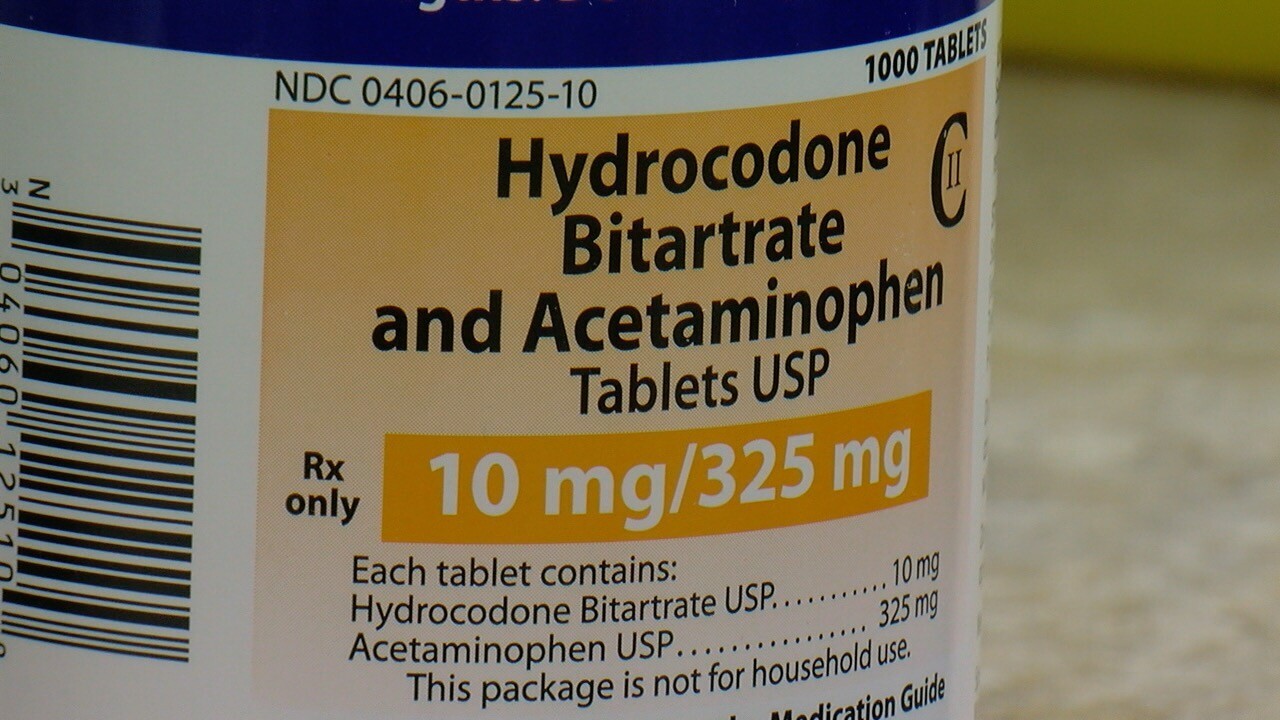 1000 TABLETS
NDC 0406-0125-10
Hydrocodone
Bitartrate
and Acetaminophen
Tablets USP
CII
Rx
only
10 mg/325 mg
Each tablet contains:
Hydrocodone Bitartrate USP...........10 mg
Acetaminophen USP................ 325 mg
This package is not for household use.
Medication Guide
N
3
0406012510